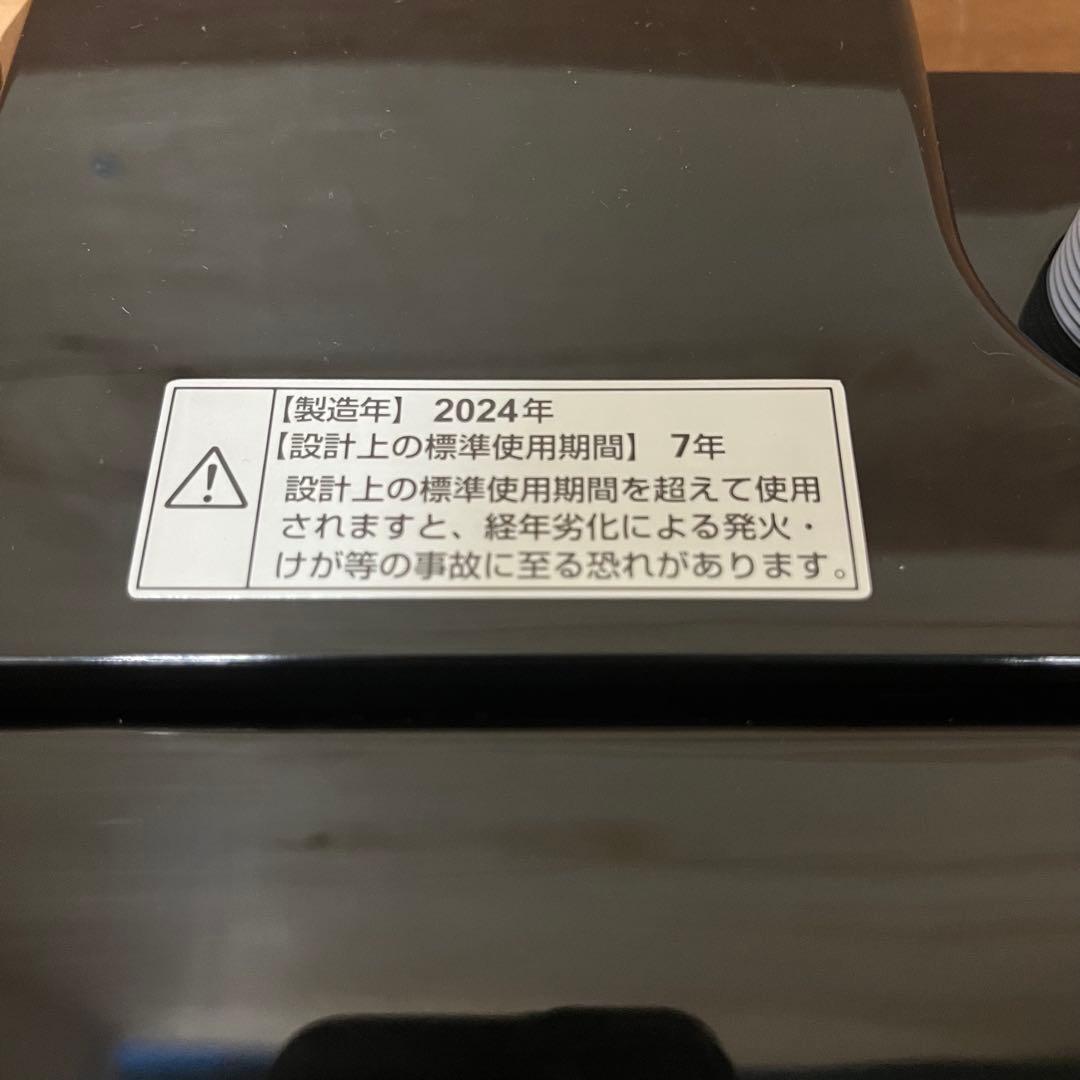 【製造年】 2024年
【設計上の標準使用期間】 7年
設計上の標準使用期間を超えて使用
されますと、経年劣化による発火・
けが等の事故に至る恐れがあります。